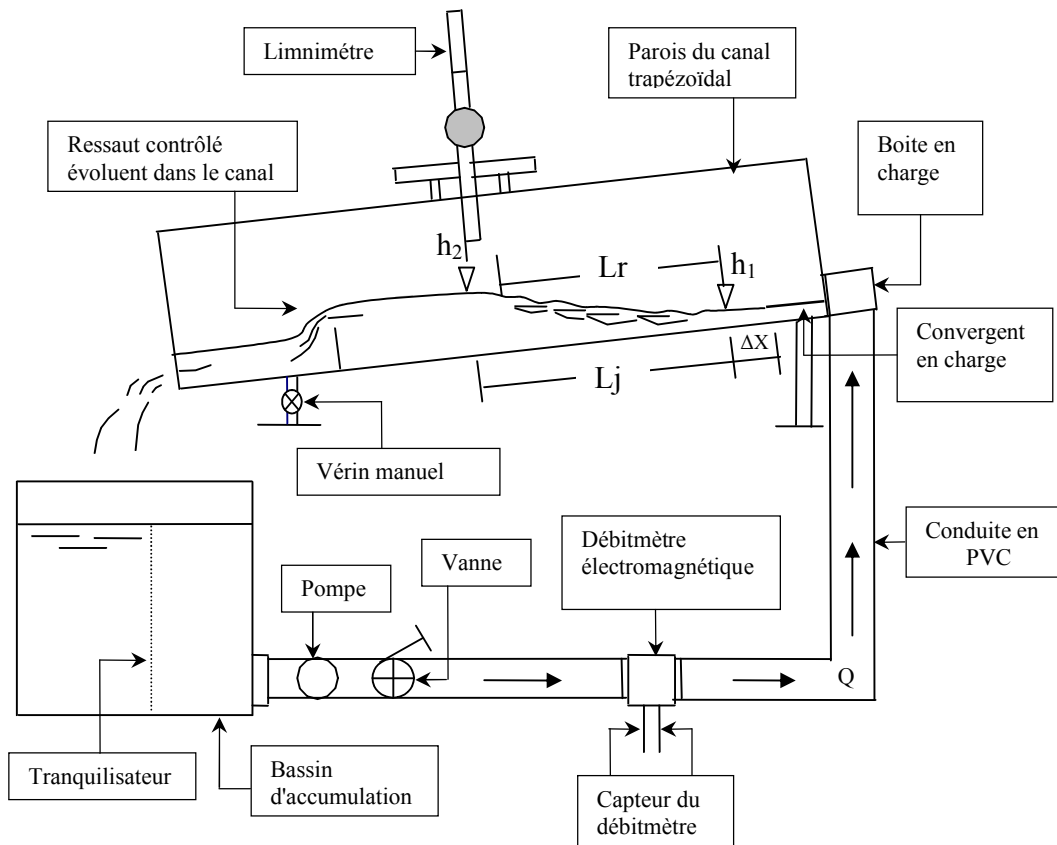 Limnimétre
Parois du canal
trapézoïdal
Ressaut contrôlé
évoluent dans le canal
Boite en
charge
h2
Lr
h1
ΔX
Lj
Convergent
en charge
Vérin manuel
Débitmètre
électromagnétique
Conduite en
PVC
Vanne
Pompe
Q
Tranquilisateur
Bassin
d'accumulation
Capteur du
débitmètre